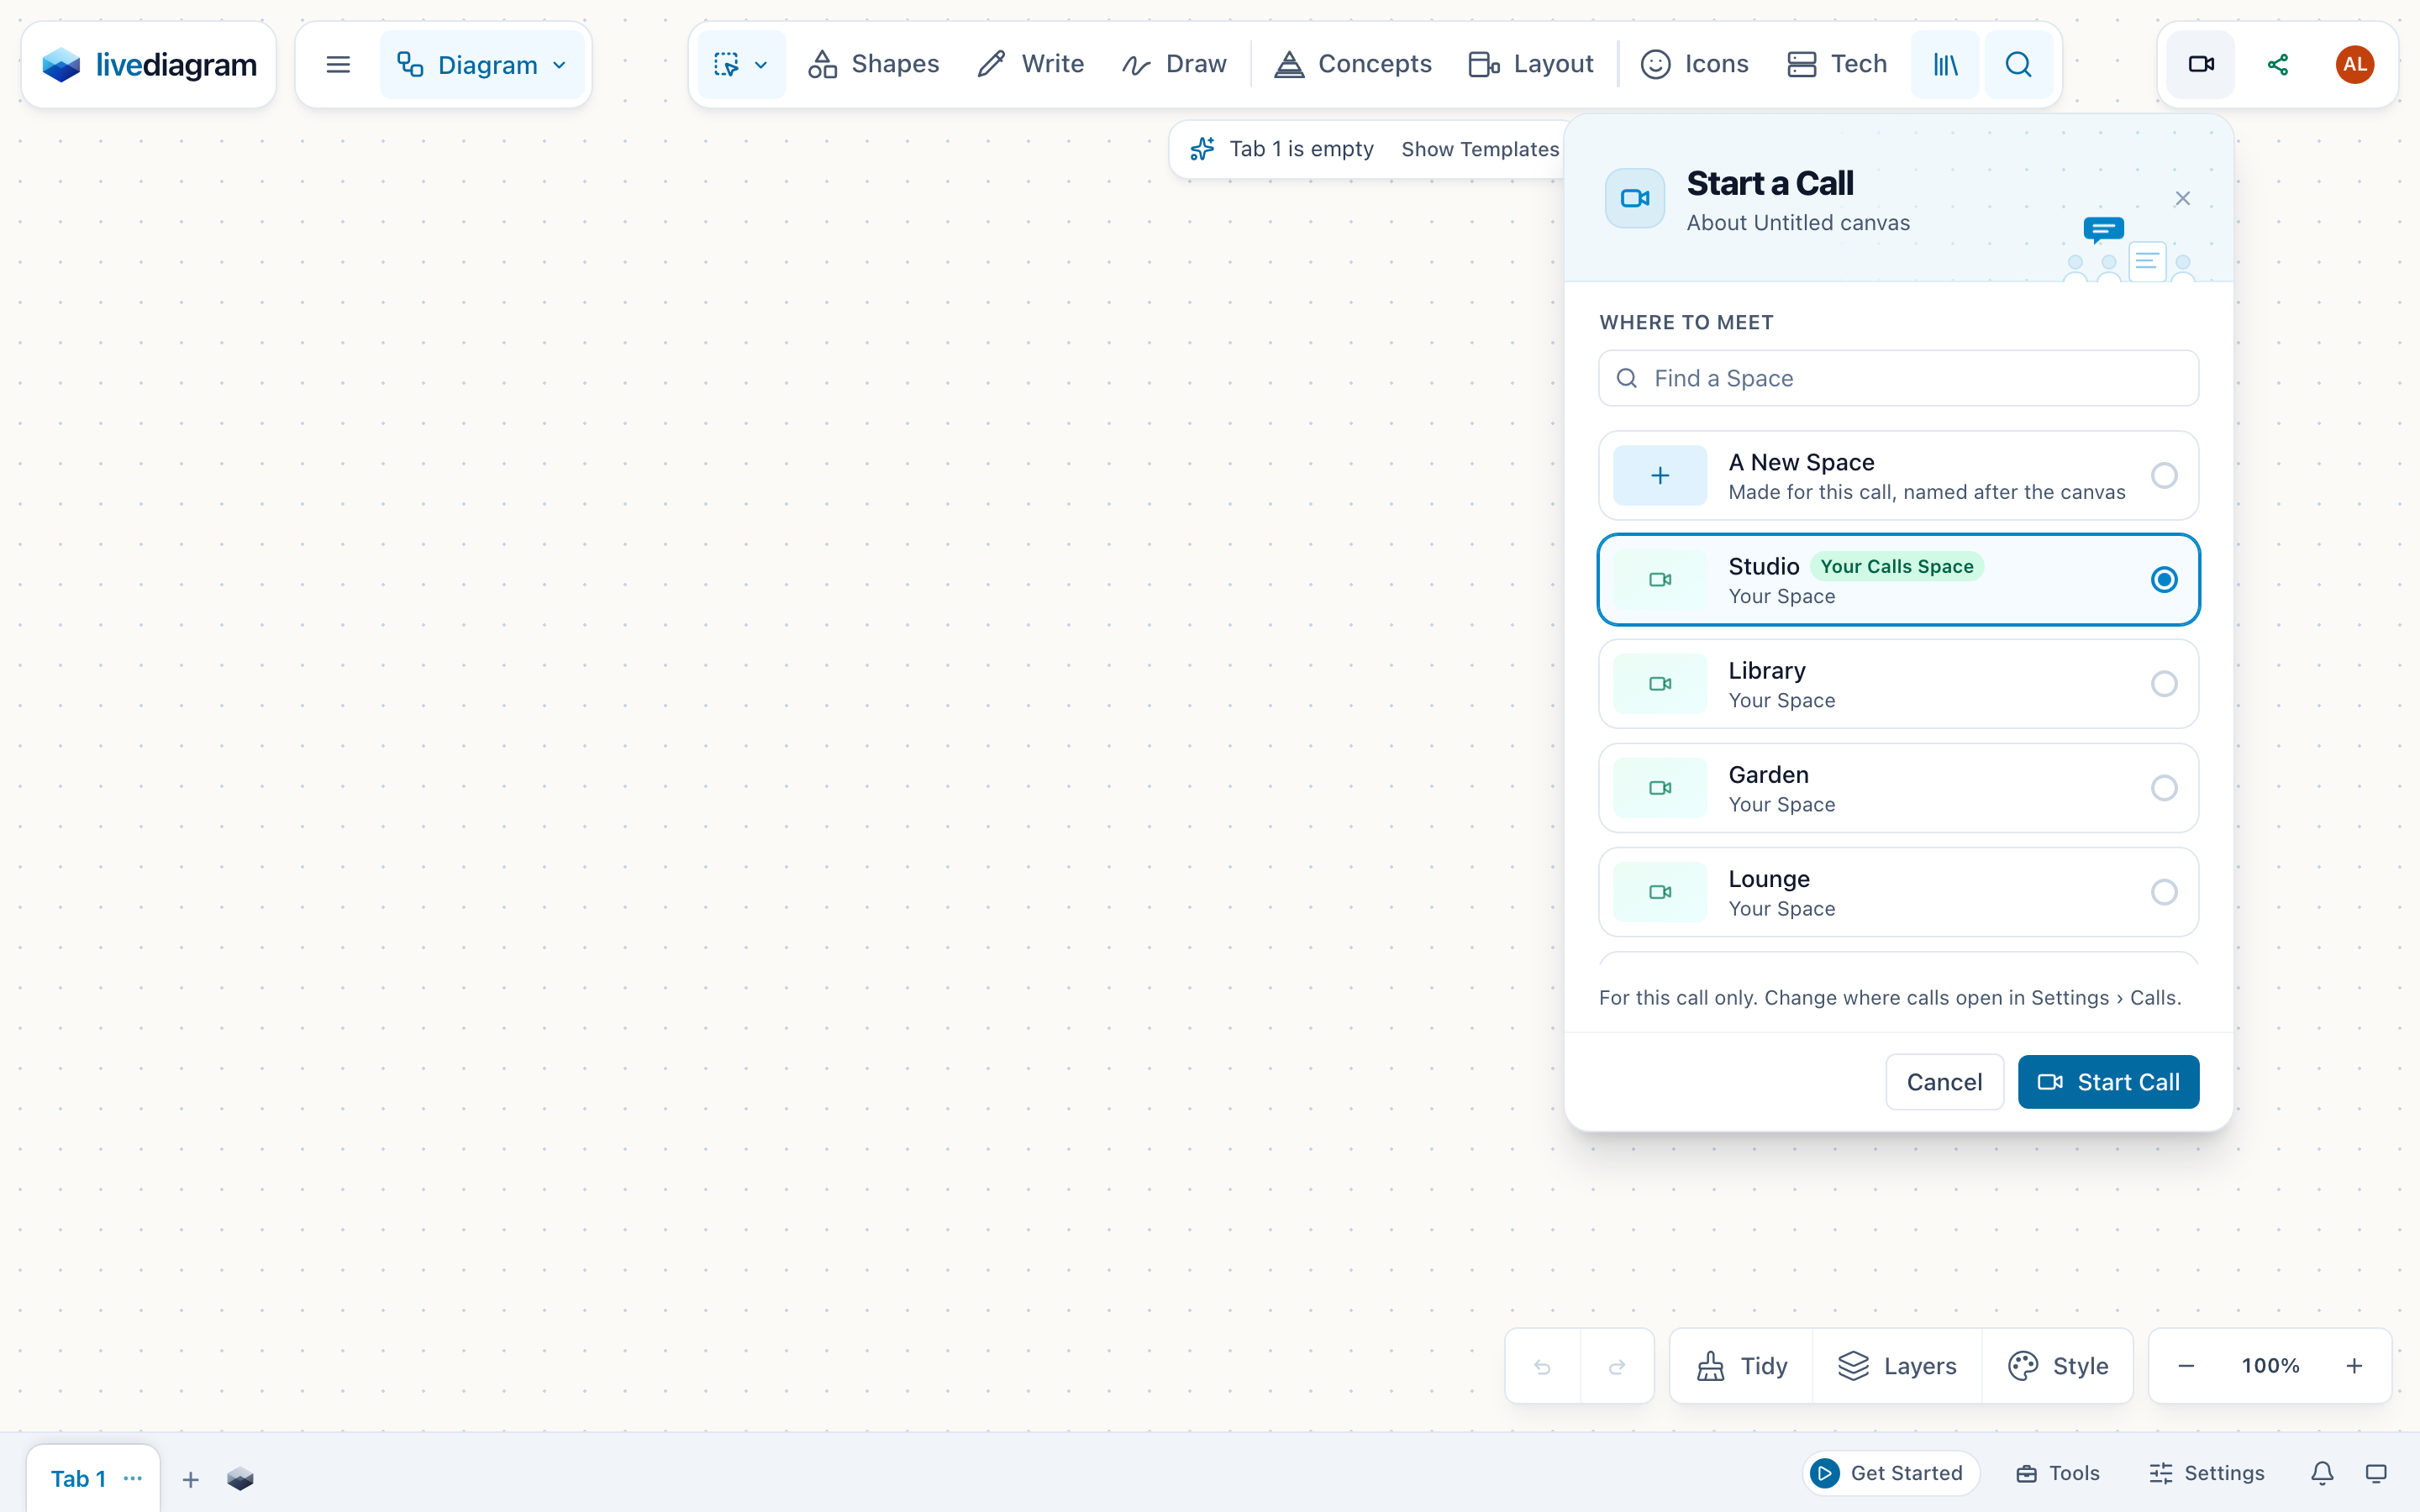 livediagram
Diagram
Shapes
Write
Draw
Concepts
Layout
Icons
Tech
AL
Tab 1 is empty
Show Templates
Start a Call
About Untitled canvas
WHERE TO MEET
Find a Space
A New Space
Made for this call, named after the canvas
Studio
Your Calls Space
Your Space
Library
Your Space
Garden
Your Space
Lounge
Your Space
For this call only. Change where calls open in Settings › Calls.
Cancel
Start Call
Tidy
Layers
Style
100%
Tab 1
Get Started
Tools
Settings